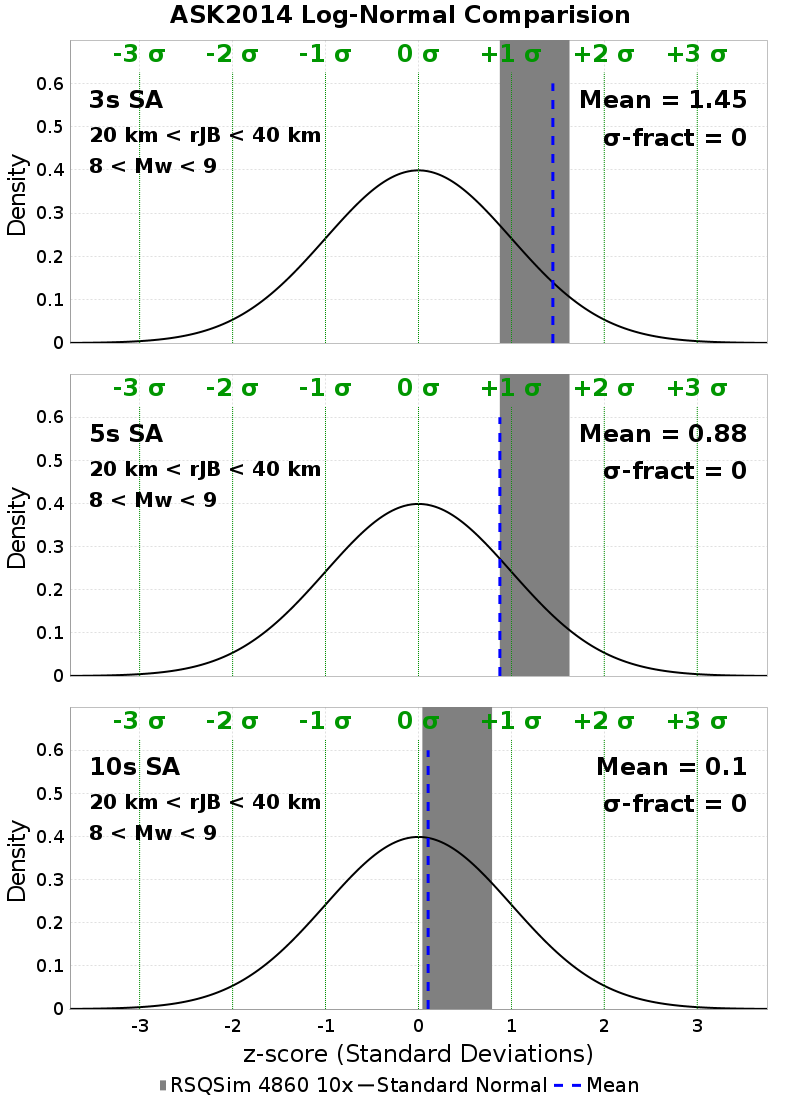 ASK2014 Log-Normal Comparision
-3 σ -2 σ -1 σ 0 σ +1 σ +2 σ +3 σ
3s SA
20 km < rJB < 40 km
8 < Mw < 9
Mean = 1.45
σ-fract = 0
Density
0.6
0.5
0.4
0.3
0.2
0.1
0
-3 σ -2 σ -1 σ 0 σ +1 σ +2 σ +3 σ
5s SA
20 km < rJB < 40 km
8 < Mw < 9
Mean = 0.88
σ-fract = 0
Density
0.6
0.5
0.4
0.3
0.2
0.1
0
-3 σ -2 σ -1 σ 0 σ +1 σ +2 σ +3 σ
10s SA
20 km < rJB < 40 km
8 < Mw < 9
Mean = 0.1
σ-fract = 0
Density
0.6
0.5
0.4
0.3
0.2
0.1
0
-3 -2 -1 0 1 2 3
z-score (Standard Deviations)
RSQSim 4860 10x Standard Normal Mean